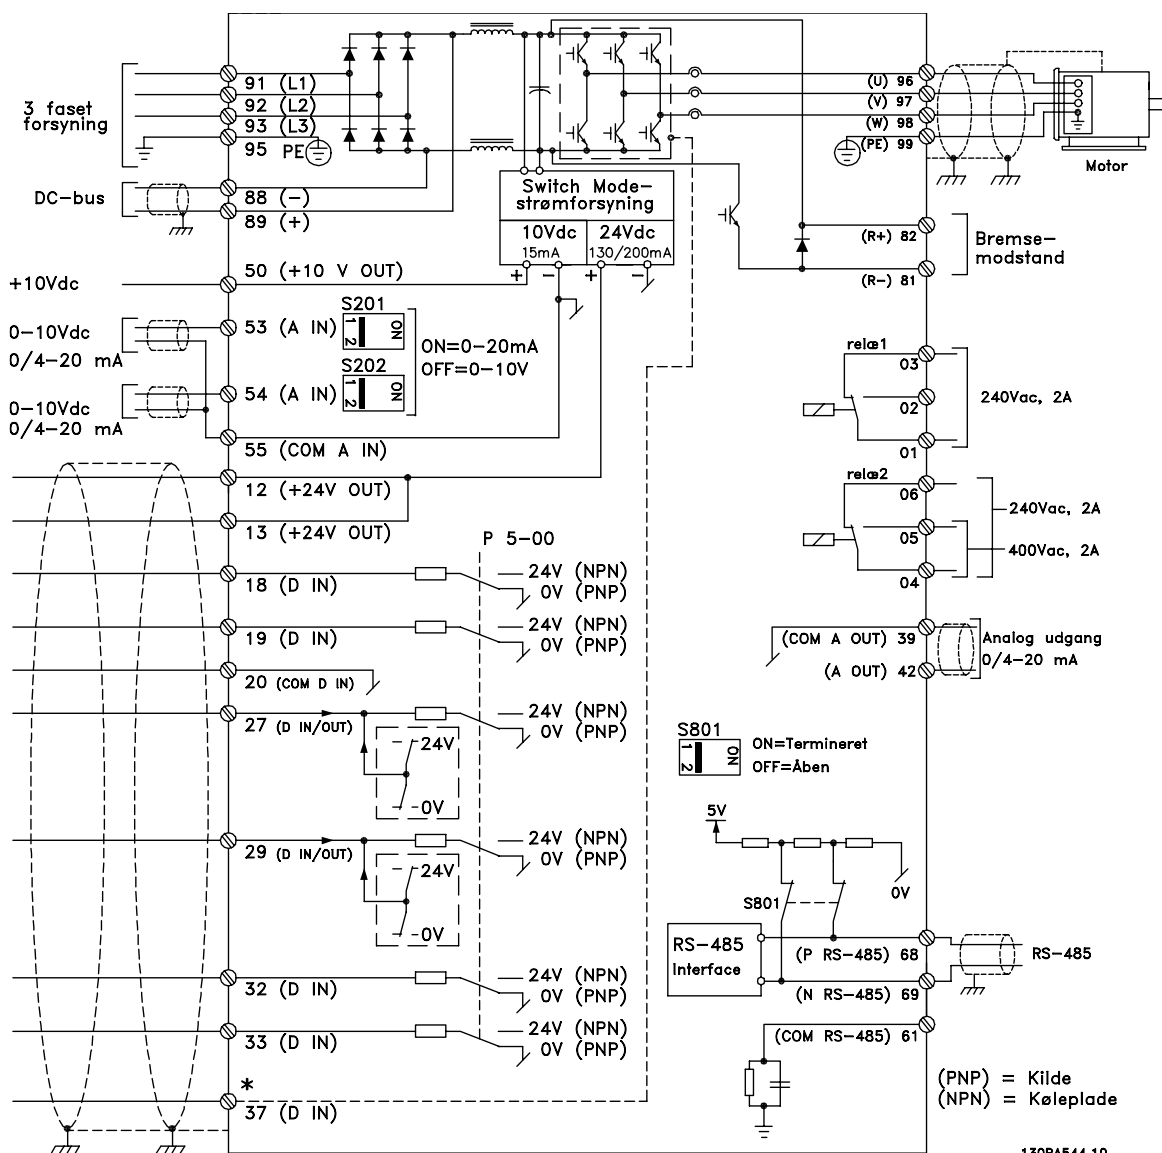 3 faset
forsyning
91 (L1)
92 (L2)
93 (L3)
95 PE
DC-bus
88 (-)
89 (+)
Switch Mode-
strømforsyning
10Vdc
15mA
24Vdc
130/200mA
+ - + -
(U) 96
(V) 97
(W) 98
(PE) 99
Motor
(R+) 82
(R-) 81
Bremse-
modstand
+10Vdc
50 (+10 V OUT)
0-10Vdc
0/4-20 mA
53 (A IN)
S201
1 2 ON
0-10Vdc
0/4-20 mA
54 (A IN)
S202
1 2 ON
ON=0-20mA
OFF=0-10V
55 (COM A IN)
12 (+24V OUT)
13 (+24V OUT)
relæ1
03
02
01
240Vac, 2A
relæ2
06
05
04
240Vac, 2A
400Vac, 2A
P 5-00
18 (D IN)
24V (NPN)
0V (PNP)
19 (D IN)
24V (NPN)
0V (PNP)
20 (COM D IN)
27 (D IN/OUT)
24V (NPN)
0V (PNP)
24V
0V
29 (D IN/OUT)
24V (NPN)
0V (PNP)
24V
0V
32 (D IN)
24V (NPN)
0V (PNP)
33 (D IN)
24V (NPN)
0V (PNP)
*
37 (D IN)
(COM A OUT) 39
(A OUT) 42
Analog udgang
0/4-20 mA
S801
1 2 ON
ON=Termineret
OFF=Åben
5V
0V
S801
RS-485
Interface
(P RS-485) 68
(N RS-485) 69
(COM RS-485) 61
RS-485
(PNP) = Kilde
(NPN) = Køleplade
130BA544.10